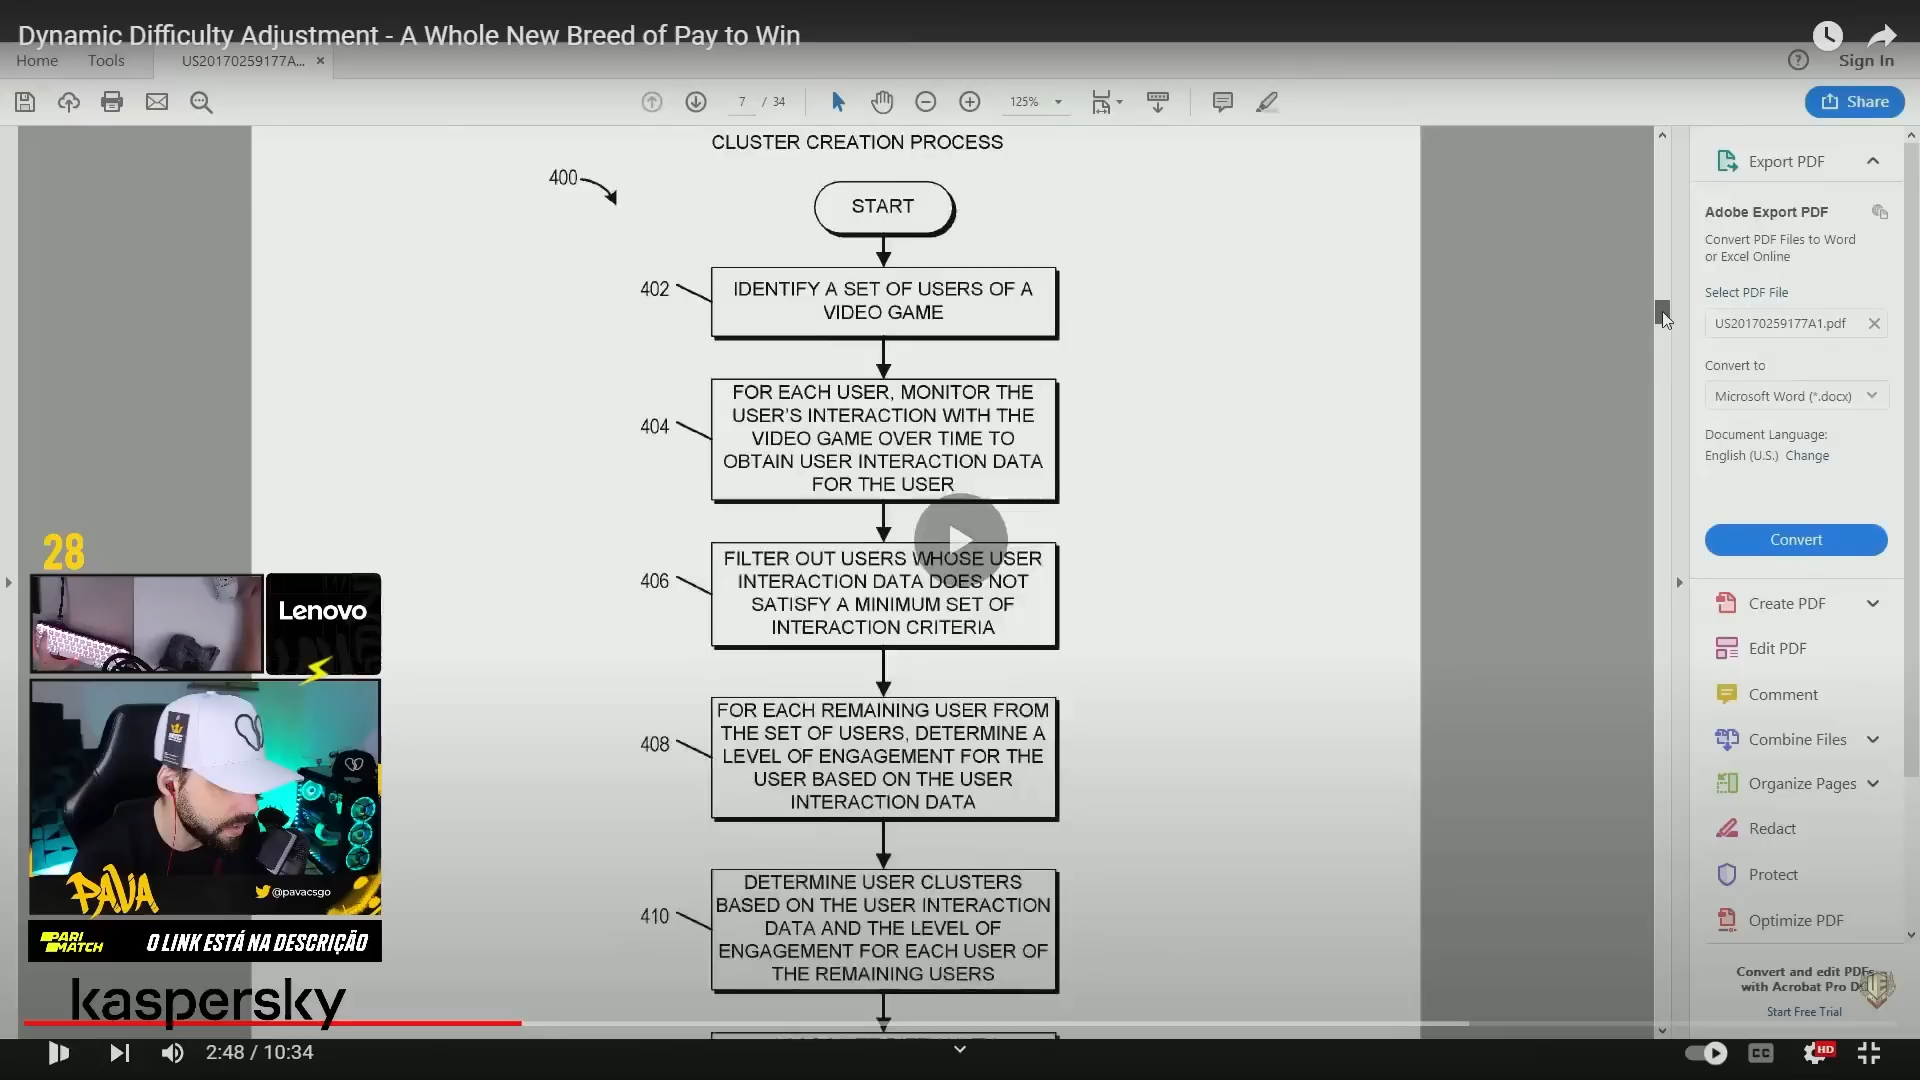 Dynamic Difficulty Adjustment - A Whole New Breed of Pay to Win
Home
Tools
US20170259177A...
Sign In
7 / 34
125%
Share
CLUSTER CREATION PROCESS
400
START
402
IDENTIFY A SET OF USERS OF A
VIDEO GAME
404
FOR EACH USER, MONITOR THE
USER'S INTERACTION WITH THE
VIDEO GAME OVER TIME TO
OBTAIN USER INTERACTION DATA
FOR THE USER
406
FILTER OUT USERS WHOSE USER
INTERACTION DATA DOES NOT
SATISFY A MINIMUM SET OF
INTERACTION CRITERIA
408
FOR EACH REMAINING USER FROM
THE SET OF USERS, DETERMINE A
LEVEL OF ENGAGEMENT FOR THE
USER BASED ON THE USER
INTERACTION DATA
410
DETERMINE USER CLUSTERS
BASED ON THE USER INTERACTION
DATA AND THE LEVEL OF
ENGAGEMENT FOR EACH USER OF
THE REMAINING USERS
Export PDF
Adobe Export PDF
Convert PDF Files to Word
or Excel Online
Select PDF File
US20170259177A1.pdf
Convert to
Microsoft Word (*.docx)
Document Language:
English (U.S.) Change
Convert
Create PDF
Edit PDF
Comment
Combine Files
Organize Pages
Redact
Protect
Optimize PDF
Convert and edit PDFs
with Acrobat Pro D
Start Free Trial
28
Lenovo
PAVA
@pavacsgo
PARI
MATCH
O LINK ESTÁ NA DESCRIÇÃO
kaspersky
2:48 / 10:34
CC
HD